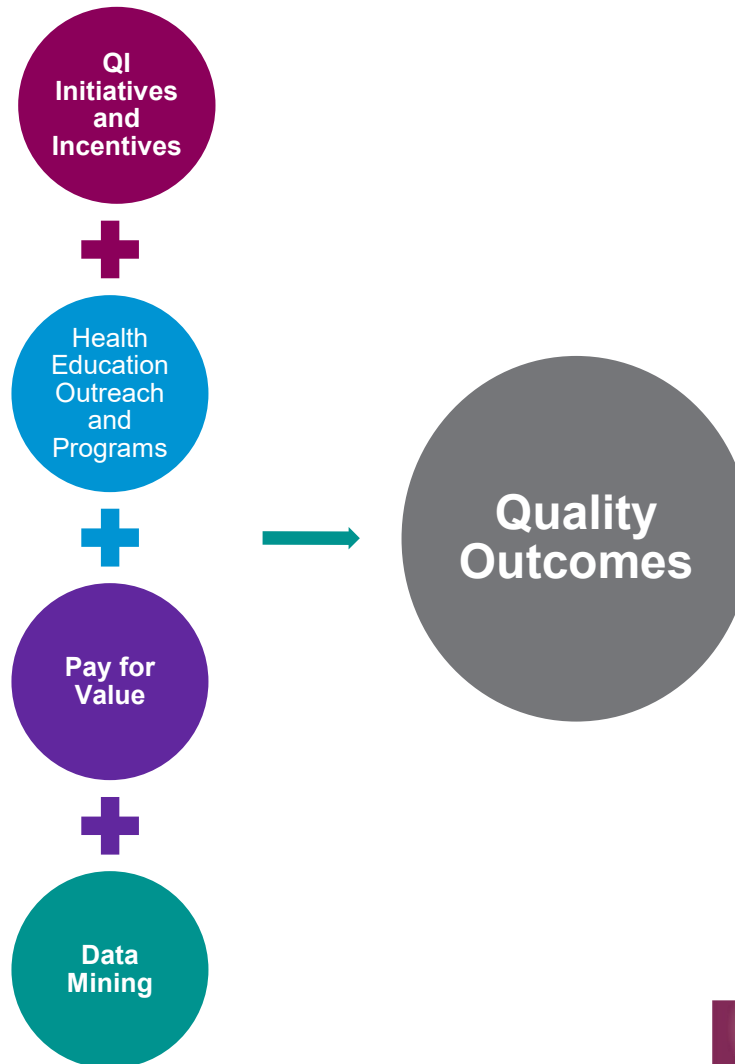 QI
Initiatives
and
Incentives
Health
Education
Outreach
and
Programs
Pay for
Value
Data
Mining
Quality
Outcomes